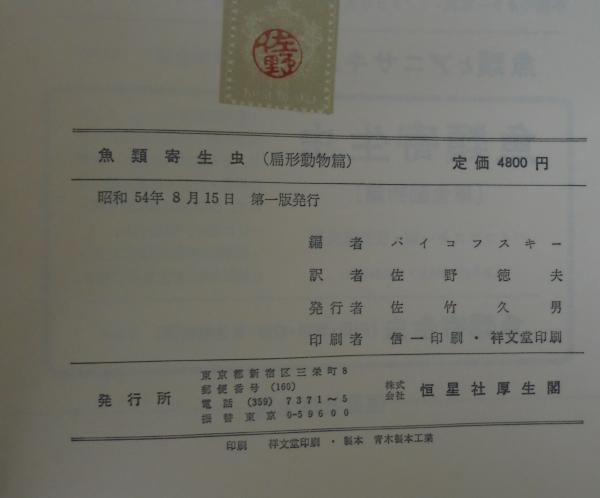 佐野
魚類寄生虫 (扁形動物篇) 定価 4800 円
昭和 54年 8月15日 第一版発行
編者 バイコフスキー
訳者 佐野徳夫
発行者 佐竹久男
印刷者 信一印刷・祥文堂印刷
発行所
東京都新宿区三栄町8
郵便番号 (160)
電話 (359) 7371~5
振替東京 0-59600
株式会社 恒星社厚生閣
印刷 祥文堂印刷・製本 青木製本工業